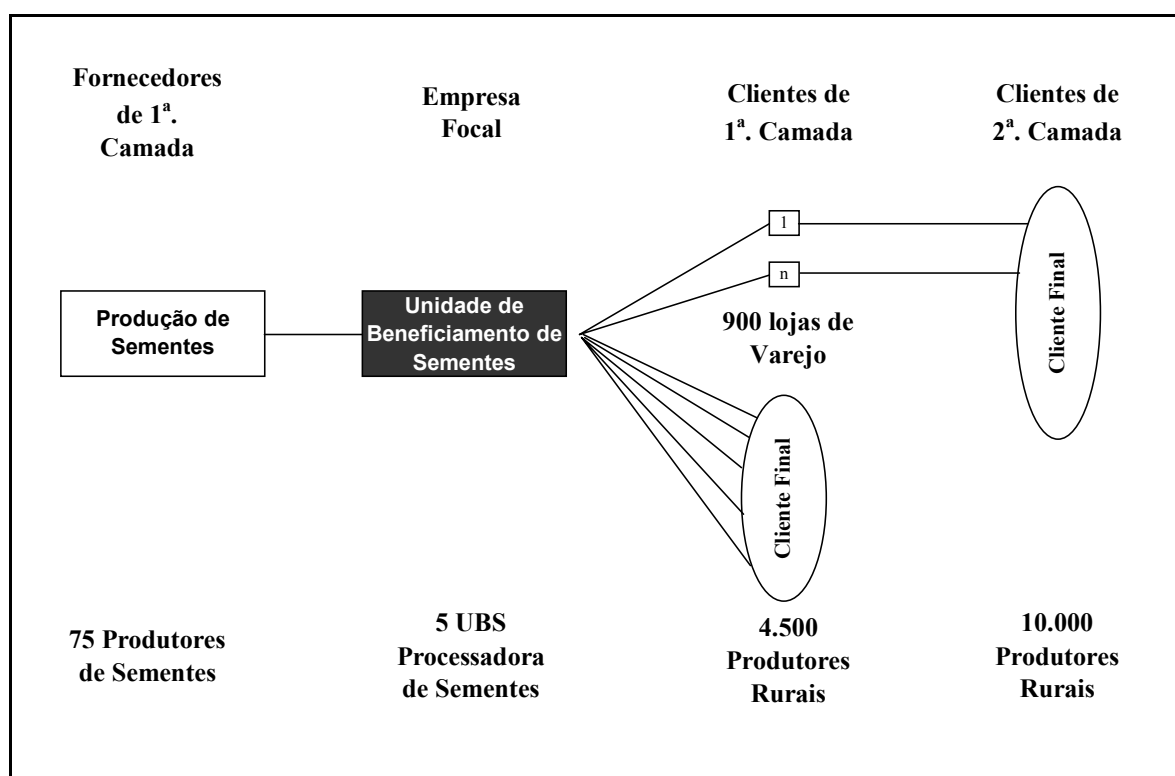 Fornecedores
de 1ª.
Camada
Empresa
Focal
Clientes de
1ª. Camada
Clientes de
2ª. Camada
Produção de
Sementes
Unidade de
Beneficiamento de
Sementes
1
n
900 lojas de
Varejo
Cliente Final
Cliente Final
75 Produtores
de Sementes
5 UBS
Processadora
de Sementes
4.500
Produtores
Rurais
10.000
Produtores
Rurais